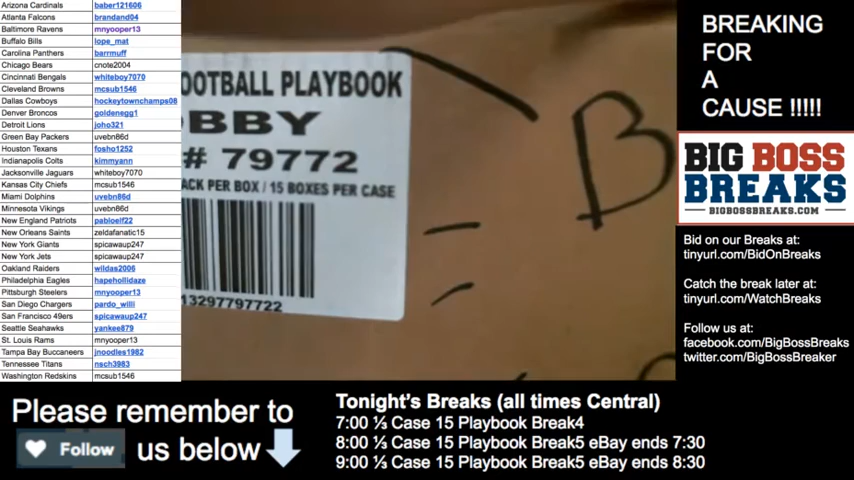 Arizona Cardinals baber121606
Atlanta Falcons brandand04
Baltimore Ravens mnyooper13
Buffalo Bills lope_mat
Carolina Panthers barrmuff
Chicago Bears cnote2004
Cincinnati Bengals whiteboy7070
Cleveland Browns mcsub1546
Dallas Cowboys hockeytownchamps08
Denver Broncos goldenegg1
Detroit Lions joho321
Green Bay Packers uvebn86d
Houston Texans fosho1252
Indianapolis Colts kimmyann
Jacksonville Jaguars whiteboy7070
Kansas City Chiefs mcsub1546
Miami Dolphins uvebn86d
Minnesota Vikings uvebn86d
New England Patriots pabloelf22
New Orleans Saints zeldafanatic15
New York Giants spicawaup247
New York Jets spicawaup247
Oakland Raiders wildas2006
Philadelphia Eagles hapehollidaze
Pittsburgh Steelers mnyooper13
San Diego Chargers pardo_willi
San Francisco 49ers spicawaup247
Seattle Seahawks yankee879
St. Louis Rams mnyooper13
Tampa Bay Buccaneers jnoodles1982
Tennessee Titans nsch3983
Washington Redskins mcsub1546
OOTBALL PLAYBOOK
OBBY
# 79772
ACK PER BOX / 15 BOXES PER CASE
13297797722
B
BREAKING
FOR
A
CAUSE !!!!!
BIG BOSS
BREAKS
BIGBOSSBREAKS.COM
Bid on our Breaks at:
tinyurl.com/BidOnBreaks
Catch the break later at:
tinyurl.com/WatchBreaks
Follow us at:
facebook.com/BigBossBreaks
twitter.com/BigBossBreaker
Please remember to
Follow us below
Tonight's Breaks (all times Central)
7:00 ⅓ Case 15 Playbook Break4
8:00 ⅓ Case 15 Playbook Break5 eBay ends 7:30
9:00 ⅓ Case 15 Playbook Break5 eBay ends 8:30